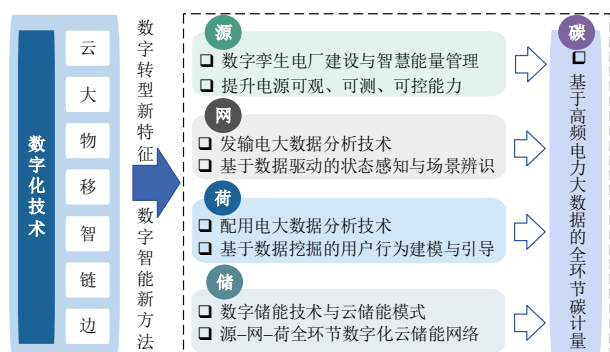 数字化技术
云
大
物
移
智
链
边
数字转型新特征
数字智能新方法
源
❑ 数字孪生电厂建设与智慧能量管理
❑ 提升电源可观、可测、可控能力
网
❑ 发输电大数据分析技术
❑ 基于数据驱动的状态感知与场景辨识
荷
❑ 配用电大数据分析技术
❑ 基于数据挖掘的用户行为建模与引导
储
❑ 数字储能技术与云储能模式
❑ 源–网–荷全环节数字化云储能网络
碳
❑ 基于高频电力大数据的全环节碳计量